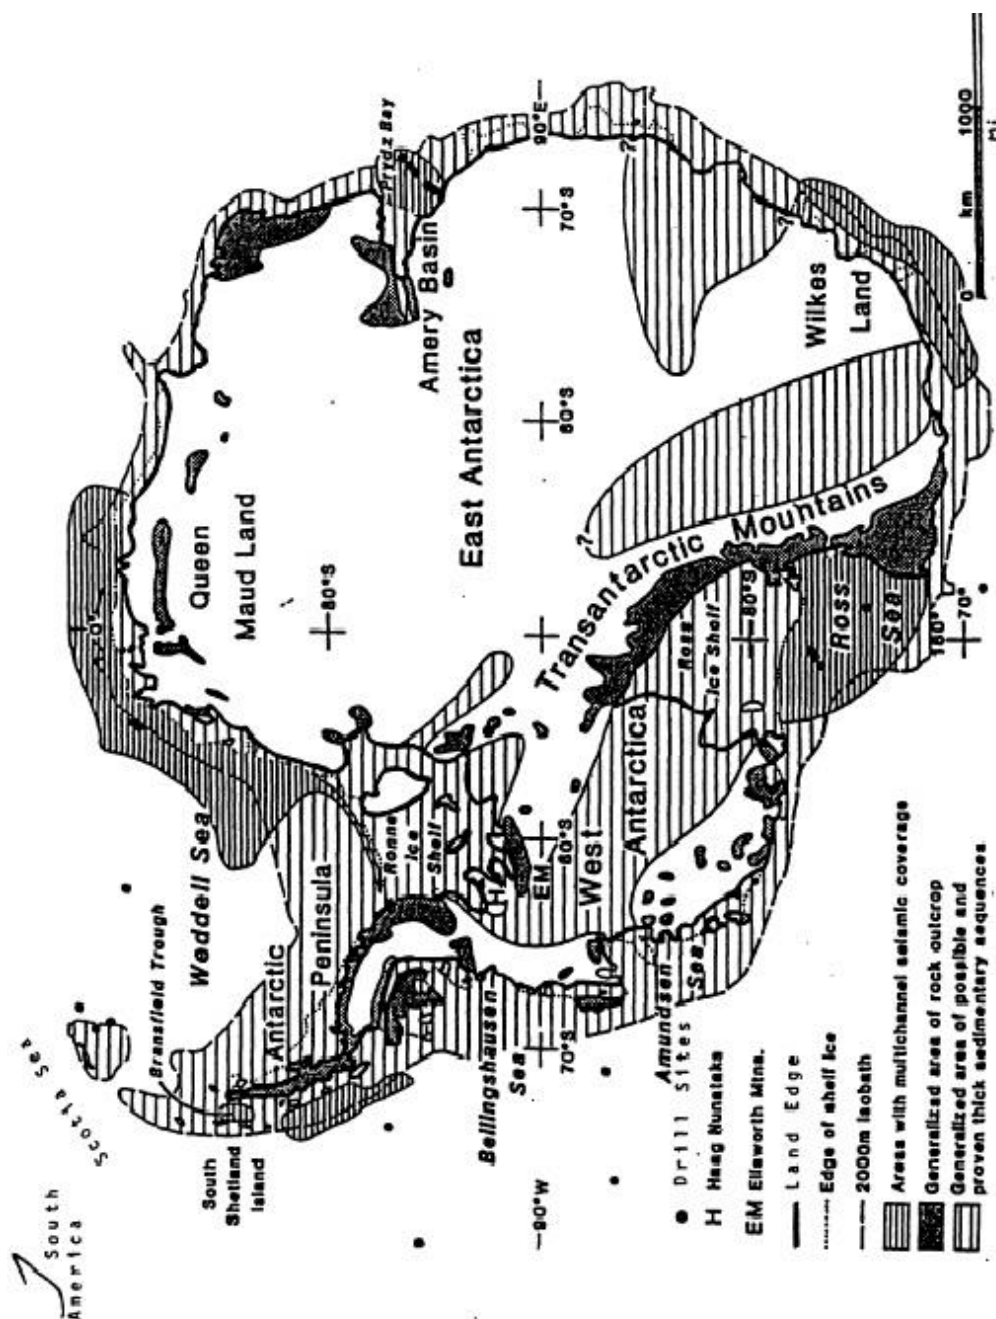 South
America
Scotia Sea
Bransfield Trough
South
Shetland
Island
Weddell Sea
Antarctic
Peninsula
Ronne
Ice
Shelf
Bellingshausen
Sea
Amundsen
Sea
West
Antarctica
EM
H
Queen
Maud Land
East Antarctica
Amery Basin
Prydz Bay
Wilkes
Land
Transantarctic Mountains
Ross
Ice Shelf
Ross
Sea
0°
90°E
90°W
180°
70°
70°S
60°S
80°S
80°S
80°S
70°S
?
?
?
0 km 1000
mi
● Drill Sites
H Haag Nunataks
EM Ellsworth Mtns.
Land Edge
Edge of shelf ice
2000m isobath
Areas with multichannel seismic coverage
Generalized area of rock outcrop
Generalized area of possible and
proven thick sedimentary sequences